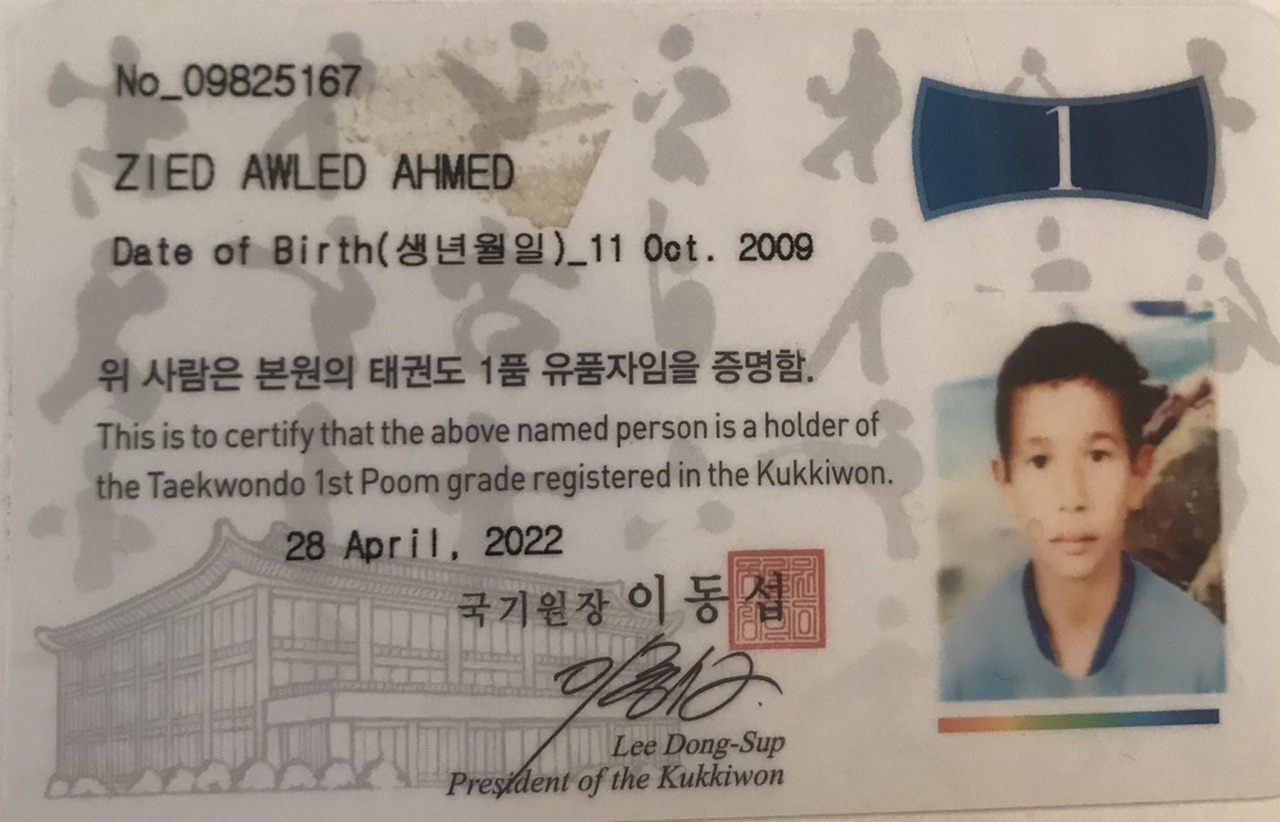 No_09825167
1
ZIED AWLED AHMED
Date of Birth(생년월일)_11 Oct. 2009
위 사람은 본원의 태권도 1품 유품자임을 증명함.
This is to certify that the above named person is a holder of
the Taekwondo 1st Poom grade registered in the Kukkiwon.
28 April, 2022
국기원장 이동섭
Lee Dong-Sup
President of the Kukkiwon